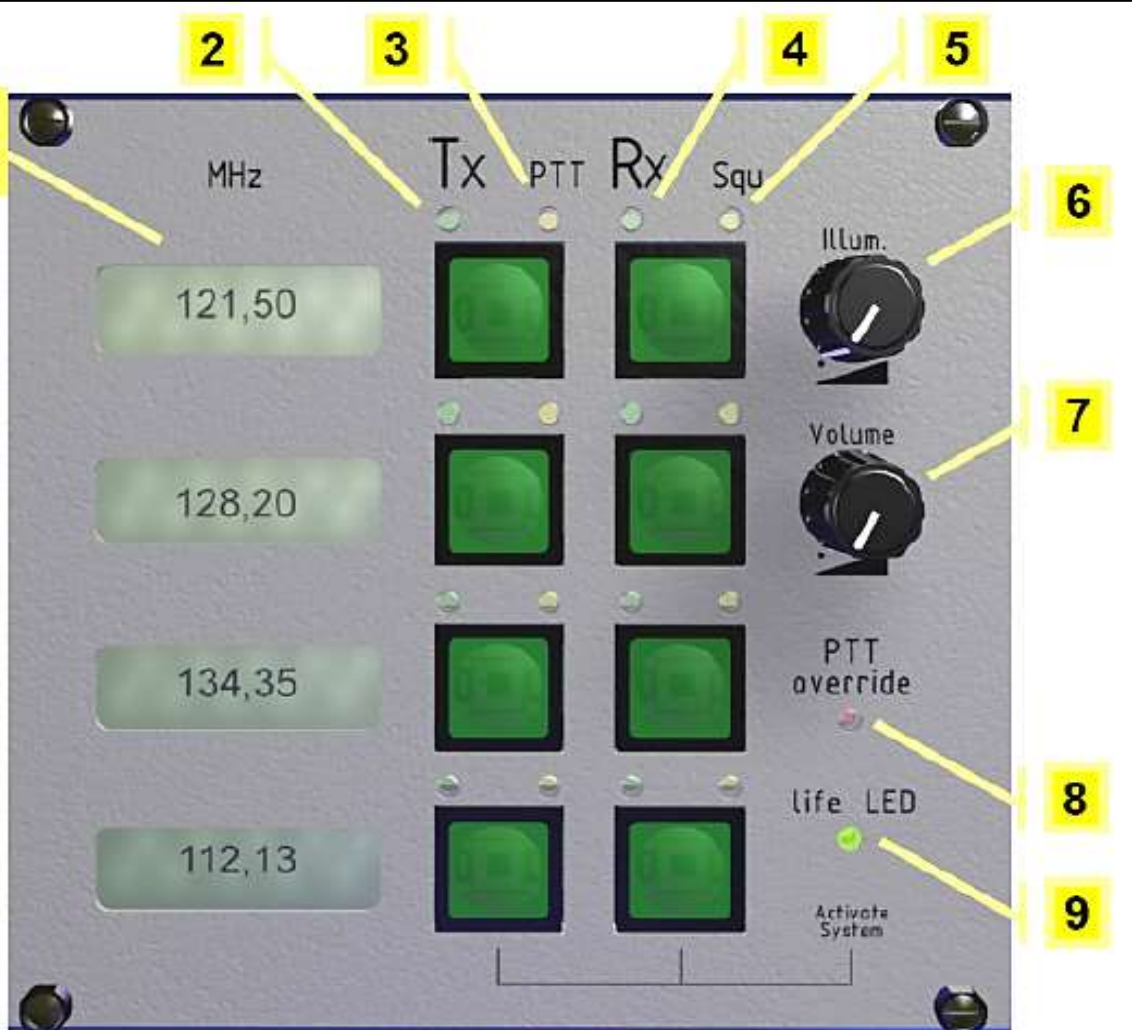 2 3 4 5
MHz Tx PTT Rx Squ
6
Illum.
121,50
7
Volume
128,20
PTT
override
134,35
8
life LED
112,13
9
Activate
System